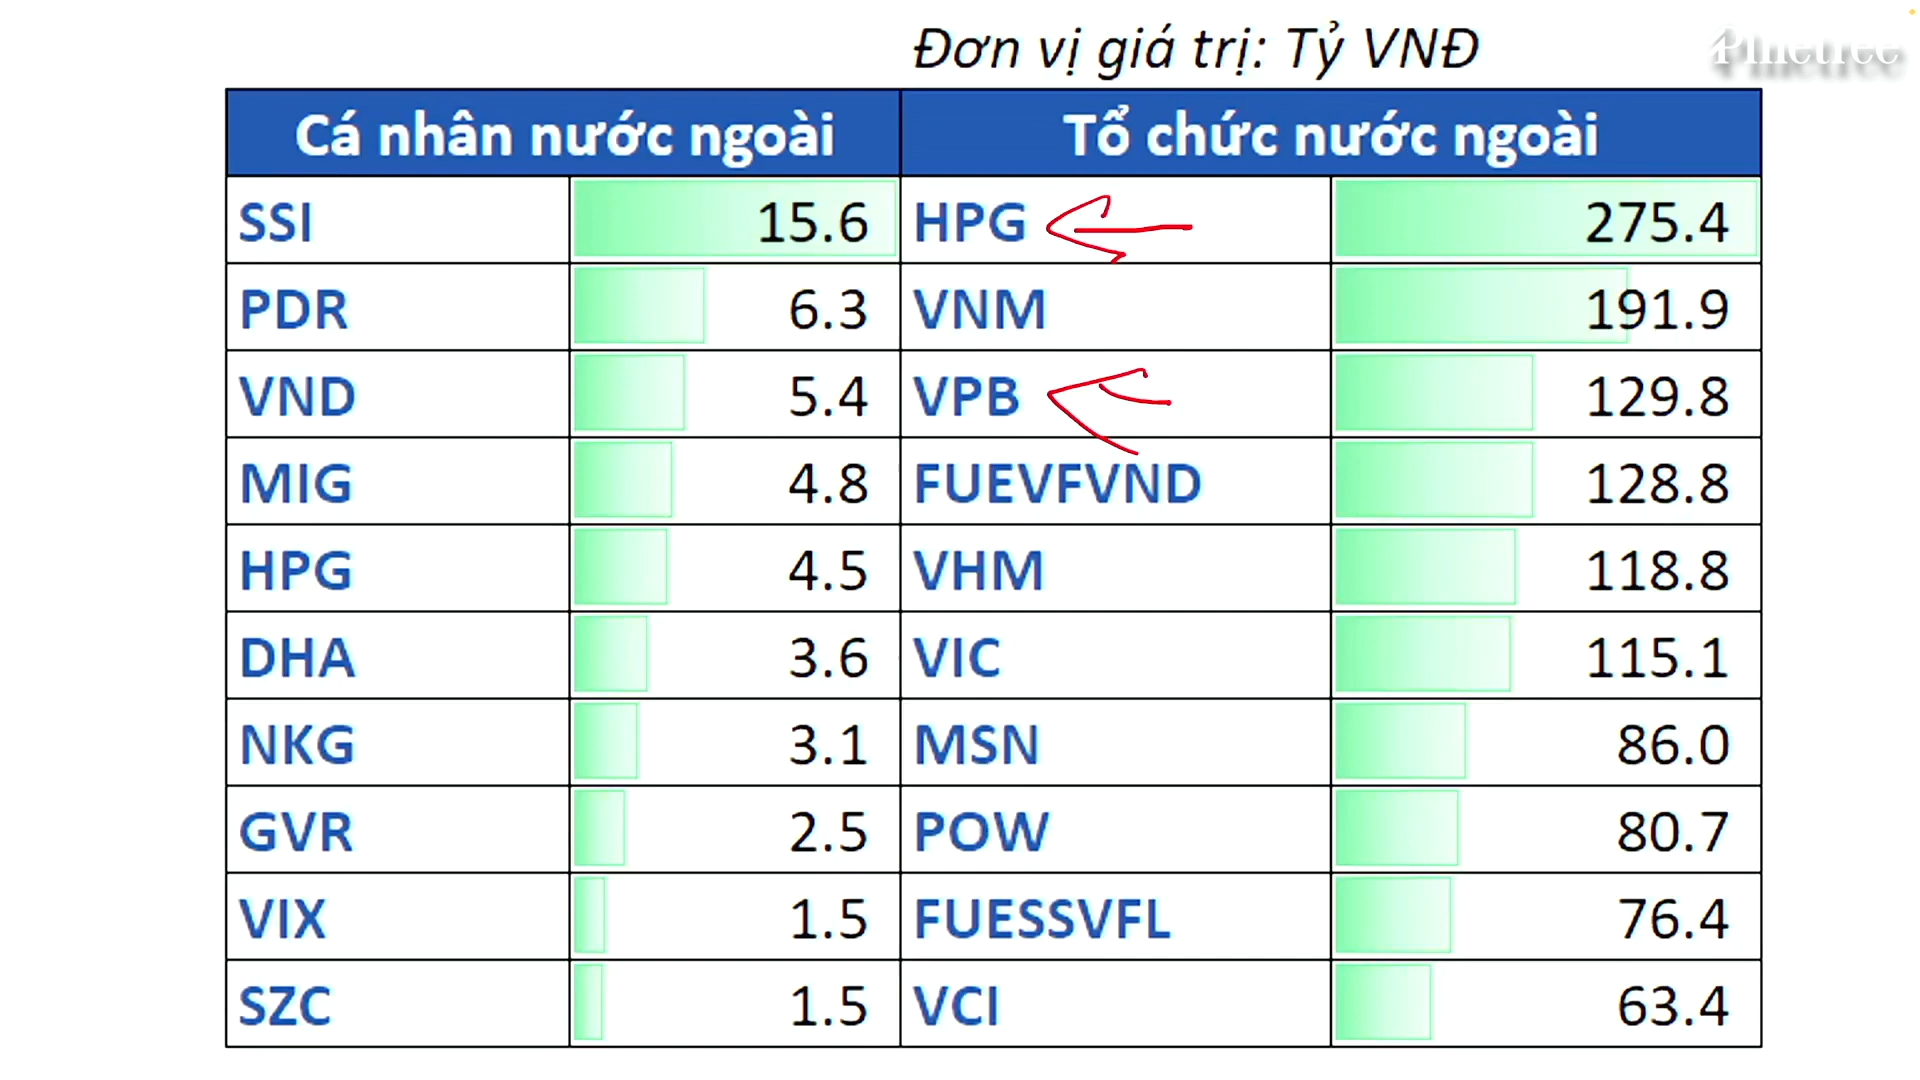 Đơn vị giá trị: Tỷ VNĐ
Pinetree
Cá nhân nước ngoài Tổ chức nước ngoài
SSI 15.6 HPG 275.4
PDR 6.3 VNM 191.9
VND 5.4 VPB 129.8
MIG 4.8 FUEVFVND 128.8
HPG 4.5 VHM 118.8
DHA 3.6 VIC 115.1
NKG 3.1 MSN 86.0
GVR 2.5 POW 80.7
VIX 1.5 FUESSVFL 76.4
SZC 1.5 VCI 63.4